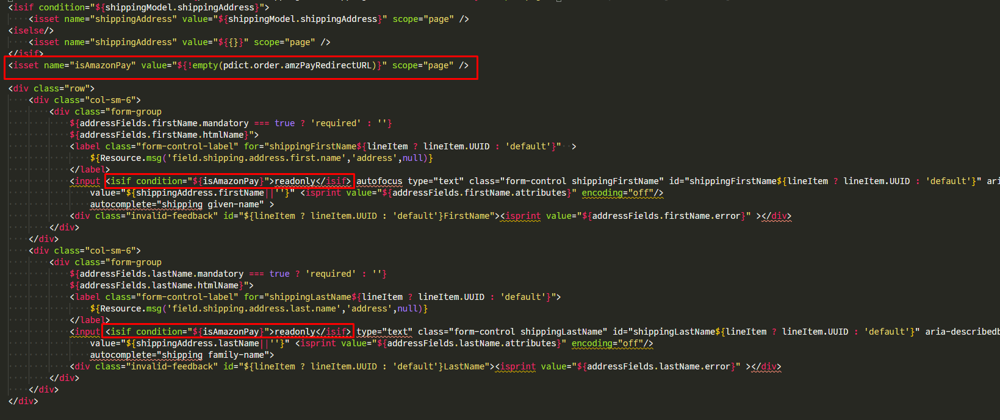 <isif condition="${shippingModel.shippingAddress}">
<isset name="shippingAddress" value="${shippingModel.shippingAddress}" scope="page" />
<iselse/>
<isset name="shippingAddress" value="${{}}" scope="page" />
</isif>
<isset name="isAmazonPay" value="${!empty(pdict.order.amzPayRedirectURL)}" scope="page" />
<div class="row">
<div class="col-sm-6">
<div class="form-group
${addressFields.firstName.mandatory === true ? 'required' : ''}
${addressFields.firstName.htmlName}">
<label class="form-control-label" for="shippingFirstName${lineItem ? lineItem.UUID : 'default'}" >
${Resource.msg('field.shipping.address.first.name','address',null)}
</label>
<input <isif condition="${isAmazonPay}">readonly</isif> autofocus type="text" class="form-control shippingFirstName" id="shippingFirstName${lineItem ? lineItem.UUID : 'default'}" ari
value="${shippingAddress.firstName||''}" <isprint value="${addressFields.firstName.attributes}" encoding="off"/>
autocomplete="shipping given-name" >
<div class="invalid-feedback" id="${lineItem ? lineItem.UUID : 'default'}FirstName"><isprint value="${addressFields.firstName.error}" ></div>
</div>
</div>
<div class="col-sm-6">
<div class="form-group
${addressFields.lastName.mandatory === true ? 'required' : ''}
${addressFields.lastName.htmlName}">
<label class="form-control-label" for="shippingLastName${lineItem ? lineItem.UUID : 'default'}">
${Resource.msg('field.shipping.address.last.name','address',null)}
</label>
<input <isif condition="${isAmazonPay}">readonly</isif> type="text" class="form-control shippingLastName" id="shippingLastName${lineItem ? lineItem.UUID : 'default'}" aria-describedb
value="${shippingAddress.lastName||''}" <isprint value="${addressFields.lastName.attributes}" encoding="off"/>
autocomplete="shipping family-name">
<div class="invalid-feedback" id="${lineItem ? lineItem.UUID : 'default'}LastName"><isprint value="${addressFields.lastName.error}" ></div>
</div>
</div>
</div>